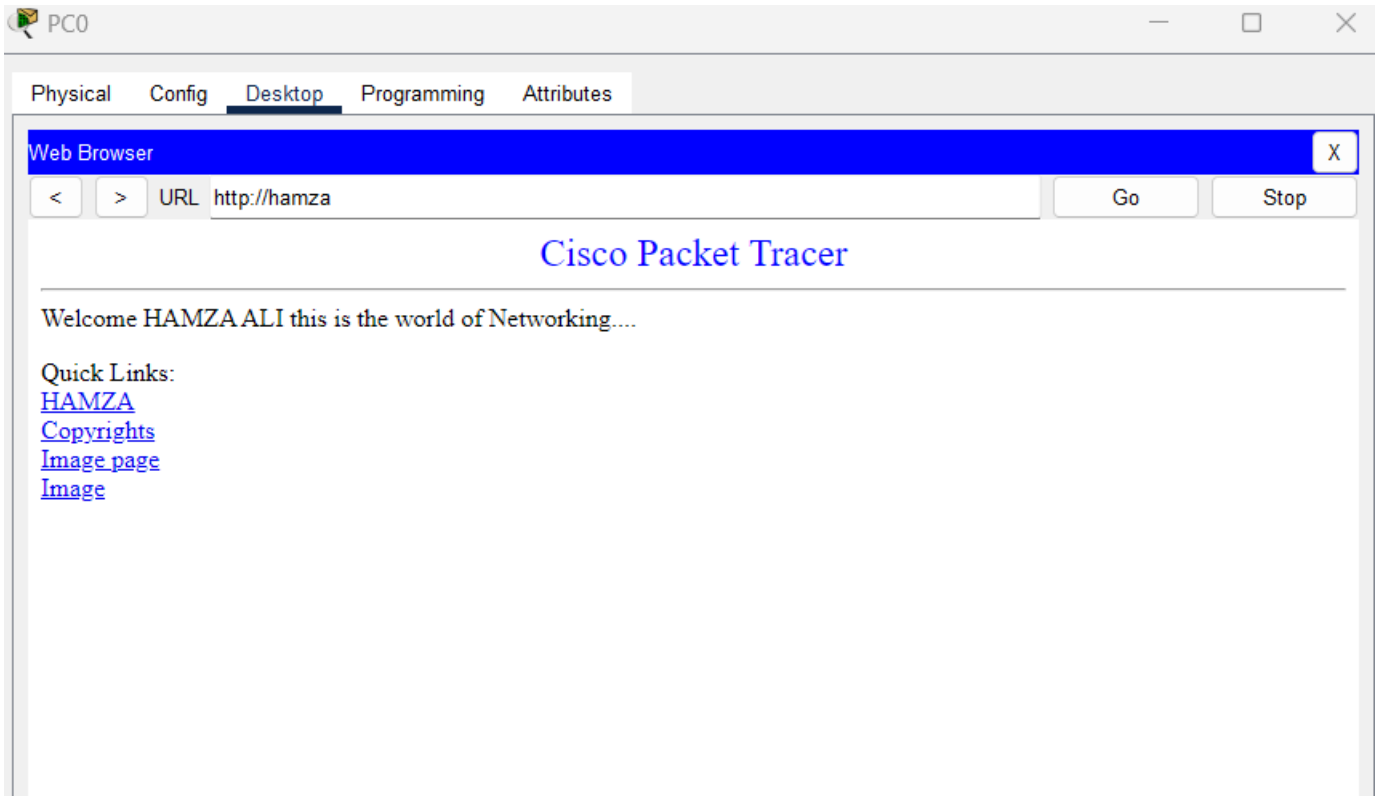 PC0
Physical Config Desktop Programming Attributes
Web Browser X
< > URL http://hamza Go Stop
Cisco Packet Tracer
Welcome HAMZA ALI this is the world of Networking....
Quick Links:
HAMZA
Copyrights
Image page
Image